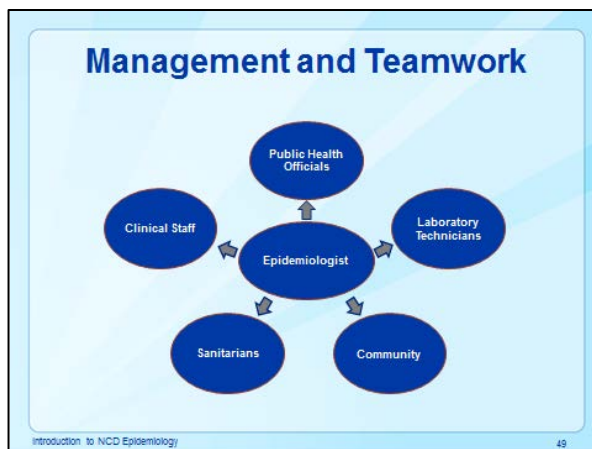 Management and Teamwork
Public Health
Officials
Clinical Staff
Laboratory
Technicians
Epidemiologist
Sanitarians
Community
Introduction to NCD Epidemiology
49